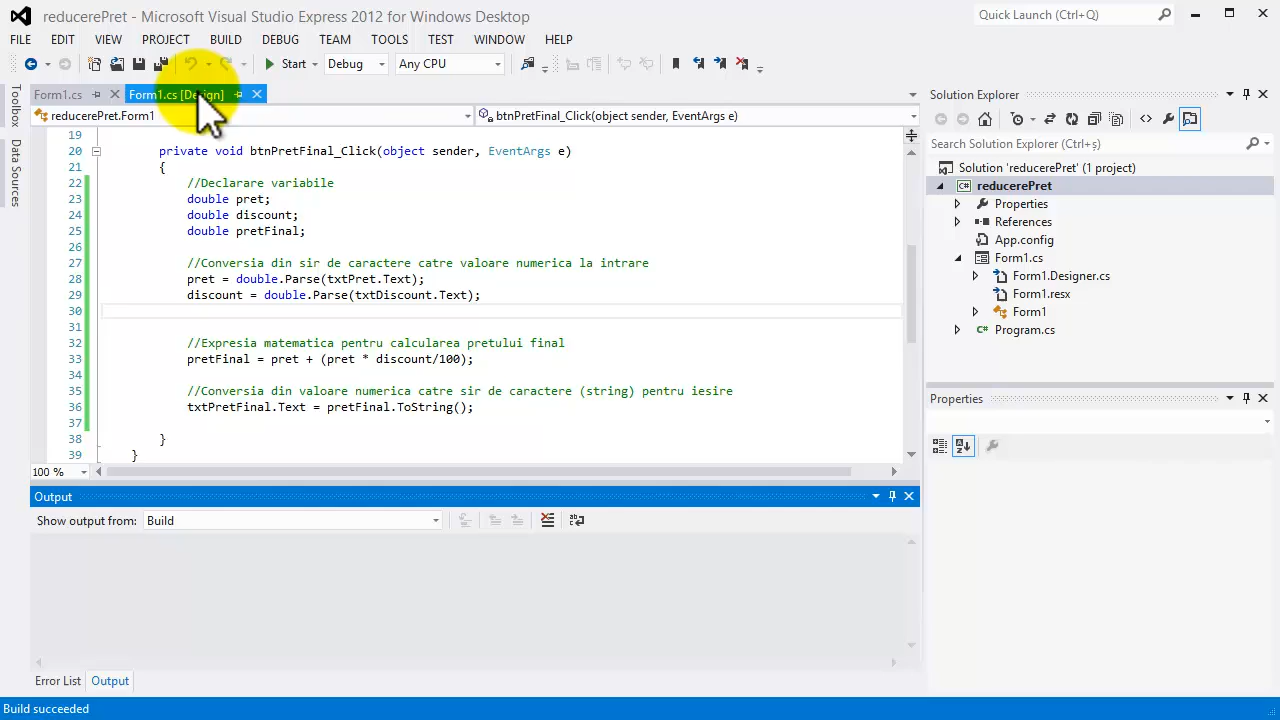 reducerePret - Microsoft Visual Studio Express 2012 for Windows Desktop
Quick Launch (Ctrl+Q)
FILE EDIT VIEW PROJECT BUILD DEBUG TEAM TOOLS TEST WINDOW HELP
Start Debug Any CPU
Form1.cs Form1.cs [Design]
reducerePret.Form1 btnPretFinal_Click(object sender, EventArgs e)
Toolbox
Data Sources
19
20 private void btnPretFinal_Click(object sender, EventArgs e)
21 {
22 //Declarare variabile
23 double pret;
24 double discount;
25 double pretFinal;
26
27 //Conversia din sir de caractere catre valoare numerica la intrare
28 pret = double.Parse(txtPret.Text);
29 discount = double.Parse(txtDiscount.Text);
30
31
32 //Expresia matematica pentru calcularea pretului final
33 pretFinal = pret + (pret * discount/100);
34
35 //Conversia din valoare numerica catre sir de caractere (string) pentru iesire
36 txtPretFinal.Text = pretFinal.ToString();
37
38 }
39 }
100 %
Output
Show output from: Build
Error List Output
Build succeeded
Solution Explorer
Search Solution Explorer (Ctrl+ș)
Solution 'reducerePret' (1 project)
C# reducerePret
Properties
References
App.config
Form1.cs
Form1.Designer.cs
Form1.resx
Form1
C# Program.cs
Properties